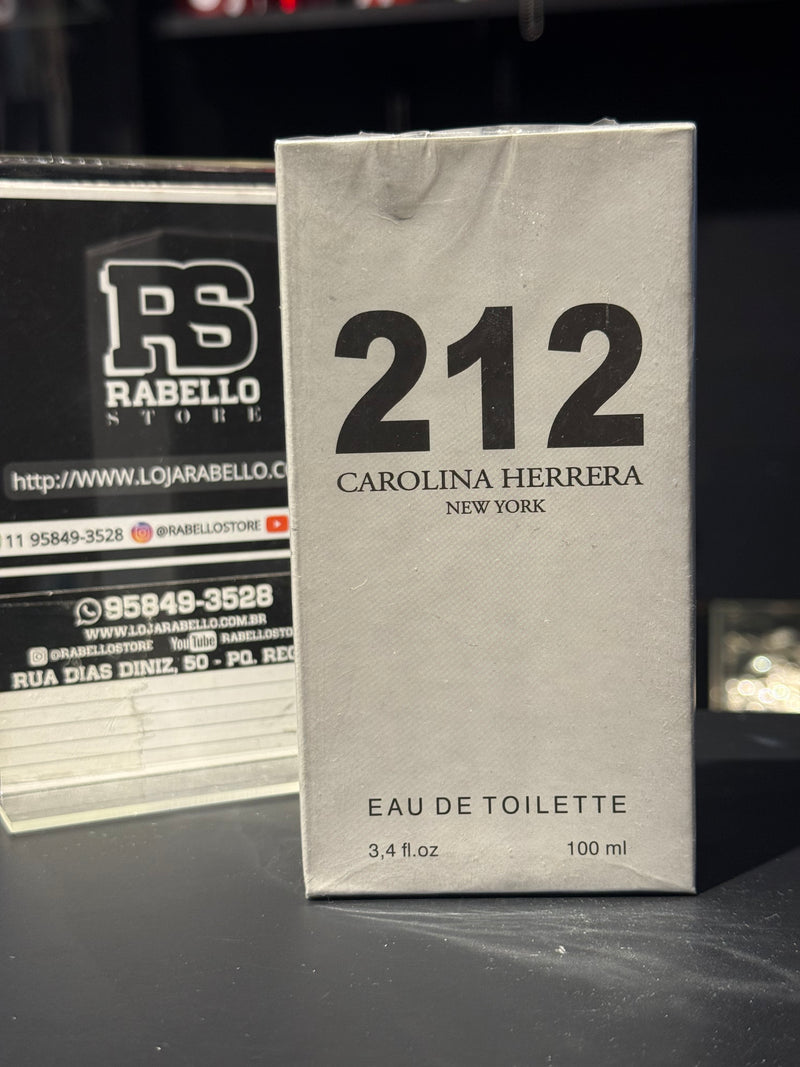 RS
RABELLO
STORE
http://WWW.LOJARABELLO.C
11 95849-3528 @RABELLOSTORE
95849-3528
WWW.LOJARABELLO.COM.BR
@RABELLOSTORE YouTube RABELLOSTO
RUA DIAS DINIZ, 50 - PQ. REG
212
CAROLINA HERRERA
NEW YORK
EAU DE TOILETTE
3,4 fl.oz 100 ml